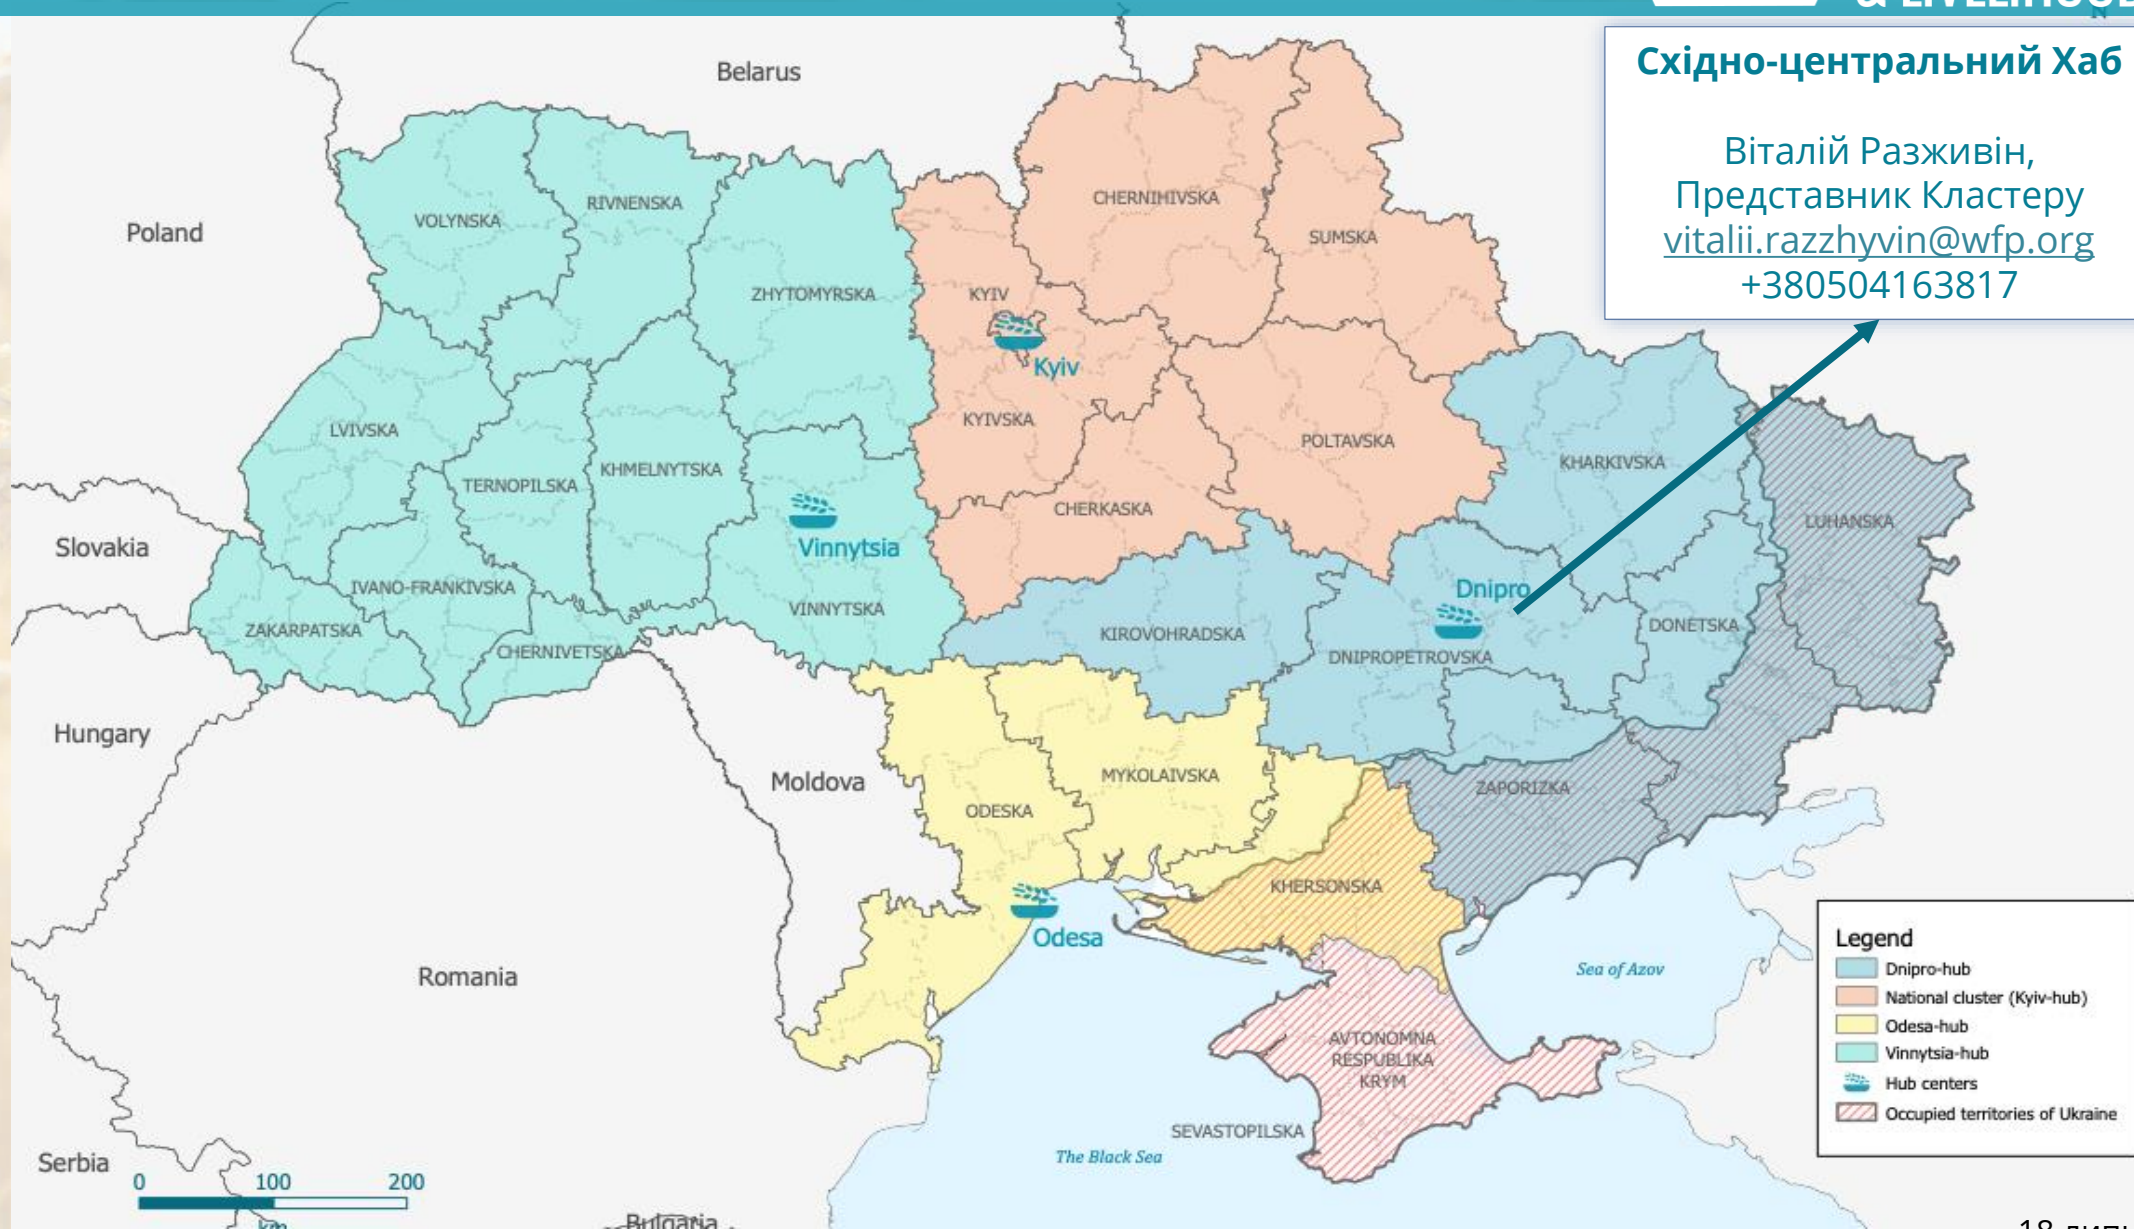 Східно-центральний Хаб
Віталій Разживін,
Представник Кластеру
vitalii.razzhyvin@wfp.org
+380504163817
N
Belarus
Poland
VOLYNSKA
RIVNENSKA
ZHYTOMYRSKA
CHERNIHIVSKA
SUMSKA
KYIV
Kyiv
KYIVSKA
LVIVSKA
TERNOPILSKA
KHMELNYTSKA
POLTAVSKA
KHARKIVSKA
CHERKASKA
LUHANSKA
Vinnytsia
Slovakia
IVANO-FRANKIVSKA
VINNYTSKA
Dnipro
DONETSKA
ZAKARPATSKA
CHERNIVETSKA
KIROVOHRADSKA
DNIPROPETROVSKA
Hungary
Moldova
MYKOLAIVSKA
ODESKA
ZAPORIZKA
KHERSONSKA
Odesa
Romania
Sea of Azov
AVTONOMNA
RESPUBLIKA
KRYM
SEVASTOPILSKA
The Black Sea
Serbia
Bulgaria
0 100 200
km
Legend
Dnipro-hub
National cluster (Kyiv-hub)
Odesa-hub
Vinnytsia-hub
Hub centers
Occupied territories of Ukraine
18